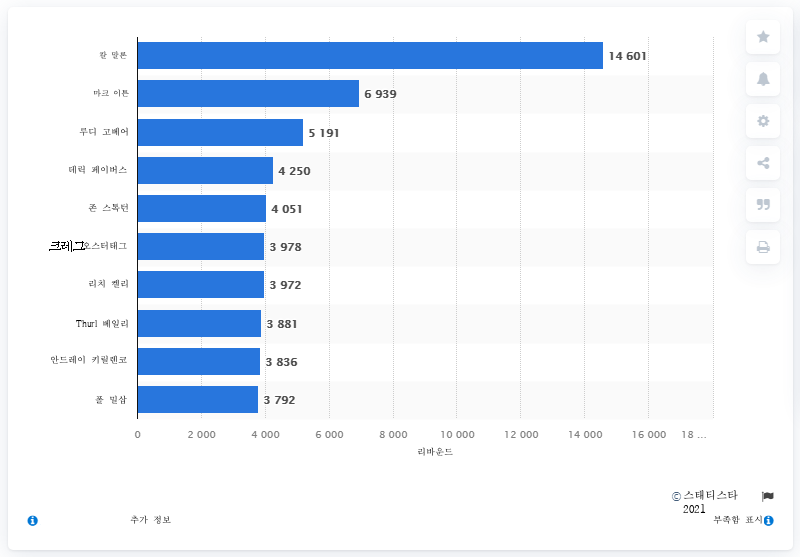 칼 말론 14 601
마크 이튼 6 939
루디 고베어 5 191
데릭 페이버스 4 250
존 스톡턴 4 051
크레그오스터태그 3 978
리치 켈리 3 972
Thurl 베일리 3 881
안드레이 키릴렌코 3 836
폴 밀삽 3 792
0 2 000 4 000 6 000 8 000 10 000 12 000 14 000 16 000 18 ...
리바운드
© 스태티스타
2021
추가 정보 부족함 표시